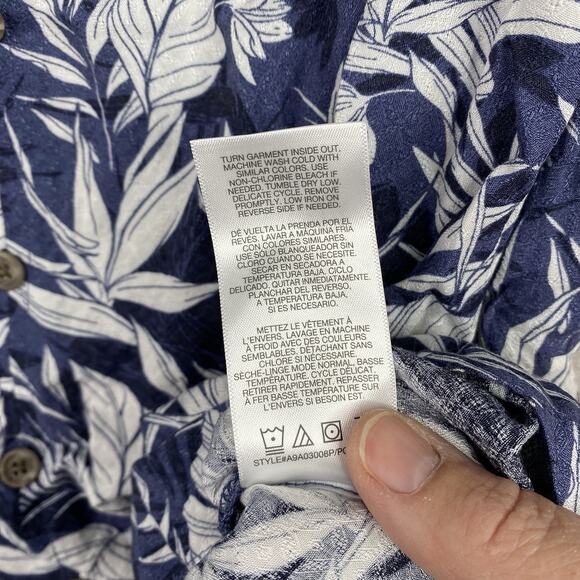 TURN GARMENT INSIDE OUT.
MACHINE WASH COLD WITH
SIMILAR COLORS. USE
NON-CHLORINE BLEACH IF
NEEDED. TUMBLE DRY LOW.
DELICATE CYCLE. REMOVE
PROMPTLY. LOW IRON ON
REVERSE SIDE IF NEEDED.
DÉ VUELTA LA PRENDA POR EL
REVÉS. LAVAR A MÁQUINA FRÍA
CON COLORES SIMILARES.
USE SÓLO BLANQUEADOR SIN
CLORO CUANDO SE NECESITE.
SECAR EN SECADORA A
TEMPERATURA BAJA. CICLO
DELICADO. QUITAR INMEDIATAMENTE.
PLANCHAR DEL REVERSO,
A TEMPERATURA BAJA,
SI ES NECESARIO.
METTEZ LE VÊTEMENT À
L'ENVERS. LAVAGE EN MACHINE
À FROID AVEC DES COULEURS
SEMBLABLES. DÉTACHANT SANS
CHLORE SI NÉCESSAIRE.
SÈCHE-LINGE MODE NORMAL, BASSE
TEMPÉRATURE. CYCLE DÉLICAT.
RETIRER RAPIDEMENT. REPASSER
À FER BASSE TEMPÉRATURE SUR
L'ENVERS SI BESOIN EST.
STYLE#A9A03008P/PG